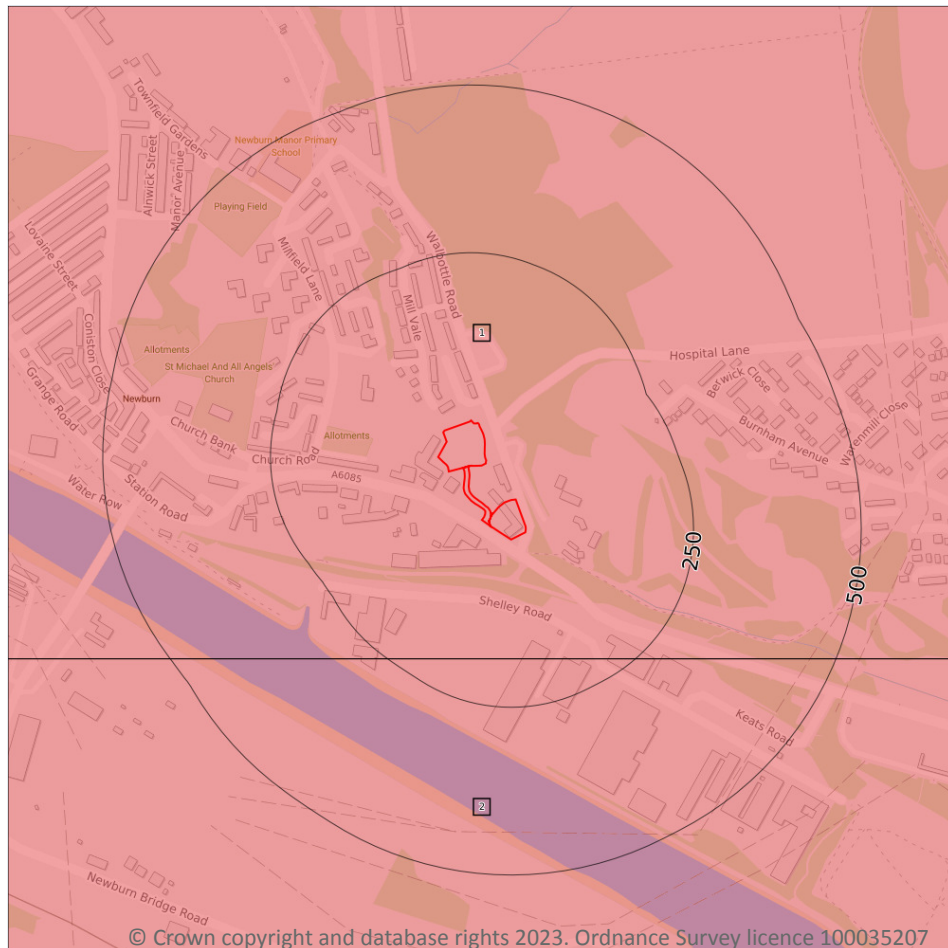 Townfield Gardens
Newburn Manor Primary
School
Alnwick Street
Manor Avenue
Playing Field
Lovaine Street
Millfield Lane
Walbottle Road
Mill Vale
1
Hospital Lane
Coniston Close
Allotments
St Michael And All Angels
Church
Newburn
Grange Road
Church Bank
Allotments
Church Road
A6085
Berwick Close
Burnham Avenue
Warenmill Close
Water Row
Station Road
250
500
Shelley Road
Keats Road
2
Newburn Bridge Road
© Crown copyright and database rights 2023. Ordnance Survey licence 100035207